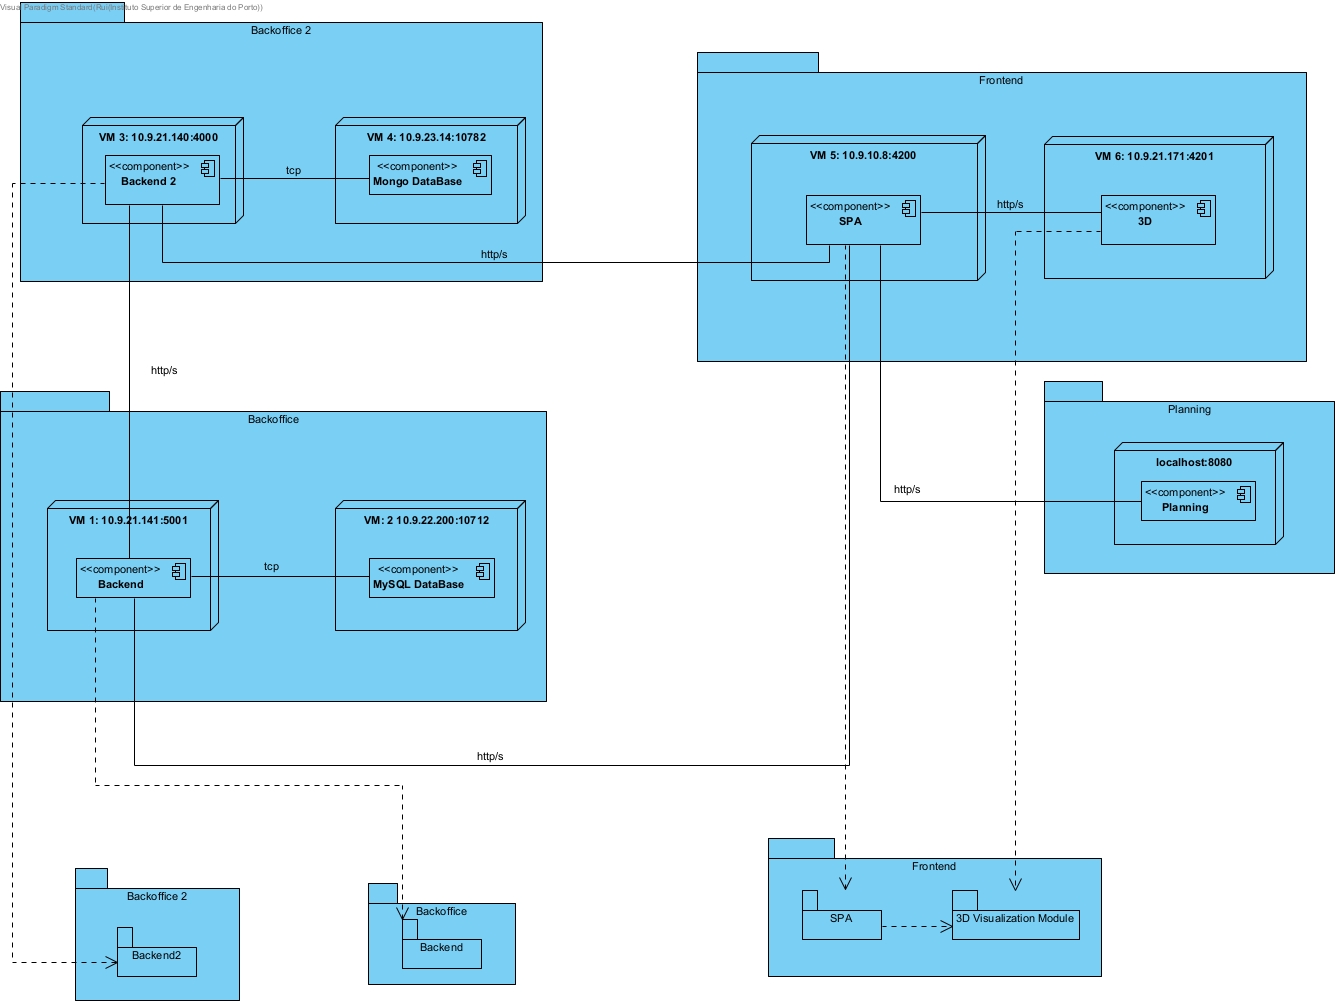 Visual Paradigm Standard(Rui(Instituto Superior de Engenharia do Porto))
Backoffice 2
VM 3: 10.9.21.140:4000
<<component>>
Backend 2
tcp
VM 4: 10.9.23.14:10782
<<component>>
Mongo DataBase
http/s
Frontend
VM 5: 10.9.10.8:4200
<<component>>
SPA
http/s
VM 6: 10.9.21.171:4201
<<component>>
3D
http/s
Backoffice
VM 1: 10.9.21.141:5001
<<component>>
Backend
tcp
VM: 2 10.9.22.200:10712
<<component>>
MySQL DataBase
Planning
localhost:8080
<<component>>
Planning
http/s
http/s
Backoffice 2
Backend2
Backoffice
Backend
Frontend
SPA
3D Visualization Module